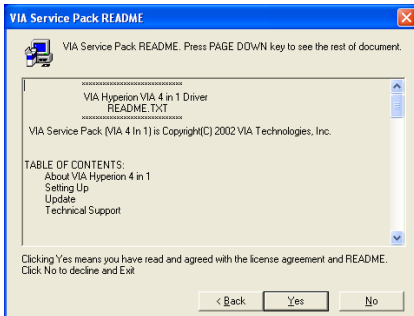 VIA Service Pack README
VIA Service Pack README. Press PAGE DOWN key to see the rest of document.
xxxxxxxxxxxxxxxxxxxxxxxxxxxx
VIA Hyperion VIA 4 in 1 Driver
README.TXT
xxxxxxxxxxxxxxxxxxxxxxxxxxxx
VIA Service Pack (VIA 4 In 1) is Copyright(C) 2002 VIA Technologies, Inc.
TABLE OF CONTENTS:
About VIA Hyperion 4 in 1
Setting Up
Update
Technical Support
Clicking Yes means you have read and agreed with the license agreement and README.
Click No to decline and Exit
< Back Yes No